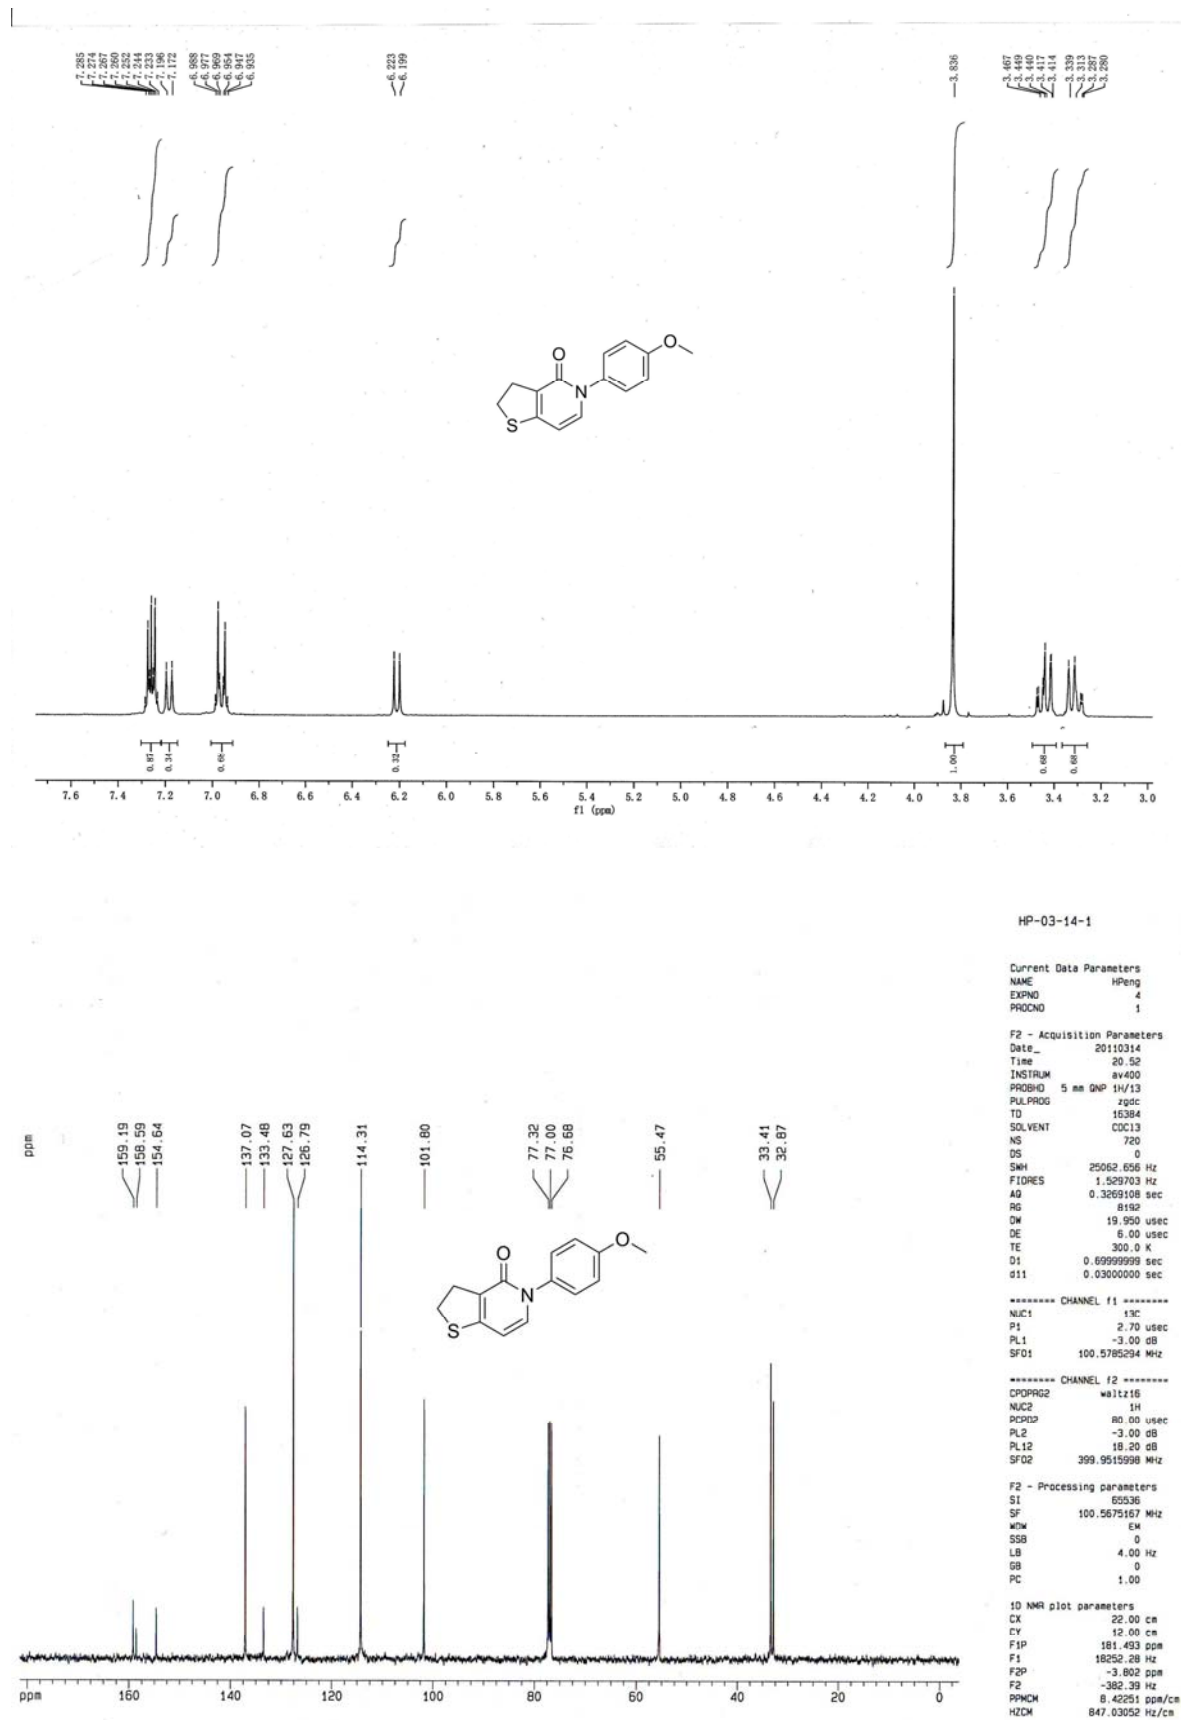 7.285
7.274
7.267
7.260
7.252
7.244
7.233
7.196
7.172
6.988
6.977
6.969
6.954
6.947
6.935
6.223
6.199
3.836
3.467
3.449
3.440
3.417
3.414
3.339
3.313
3.287
3.280
O
N
O
S
0.87
0.34
0.32
1.00
0.68
0.68
7.6 7.4 7.2 7.0 6.8 6.6 6.4 6.2 6.0 5.8 5.6 5.4 5.2 5.0 4.8 4.6 4.4 4.2 4.0 3.8 3.6 3.4 3.2 3.0
f1 (ppm)
HP-03-14-1
Current Data Parameters
NAME HPeng
EXPNO 4
PROCNO 1
F2 - Acquisition Parameters
Date_ 20110314
Time 20.52
INSTRUM av400
PROBHD 5 mm QNP 1H/13
PULPROG zgdc
TD 16384
SOLVENT CDCl3
NS 720
DS 0
SWH 25062.656 Hz
FIDRES 1.529703 Hz
AQ 0.3269108 sec
RG 8192
DW 19.950 usec
DE 6.00 usec
TE 300.0 K
D1 0.69999999 sec
d11 0.03000000 sec
======== CHANNEL f1 ========
NUC1 13C
P1 2.70 usec
PL1 -3.00 dB
SFO1 100.5785294 MHz
======== CHANNEL f2 ========
CPDPRG2 waltz16
NUC2 1H
PCPD2 80.00 usec
PL2 -3.00 dB
PL12 18.20 dB
SFO2 399.9515998 MHz
F2 - Processing parameters
SI 65536
SF 100.5675167 MHz
WDW EM
SSB 0
LB 4.00 Hz
GB 0
PC 1.00
1D NMR plot parameters
CX 22.00 cm
CY 12.00 cm
F1P 181.493 ppm
F1 18252.28 Hz
F2P -3.802 ppm
F2 -382.39 Hz
PPMCM 8.42251 ppm/cm
HZCM 847.03052 Hz/cm
ppm
159.19
158.59
154.64
137.07
133.48
127.63
126.79
114.31
101.80
77.32
77.00
76.68
55.47
33.41
32.87
O
N
O
S
ppm 160 140 120 100 80 60 40 20 0